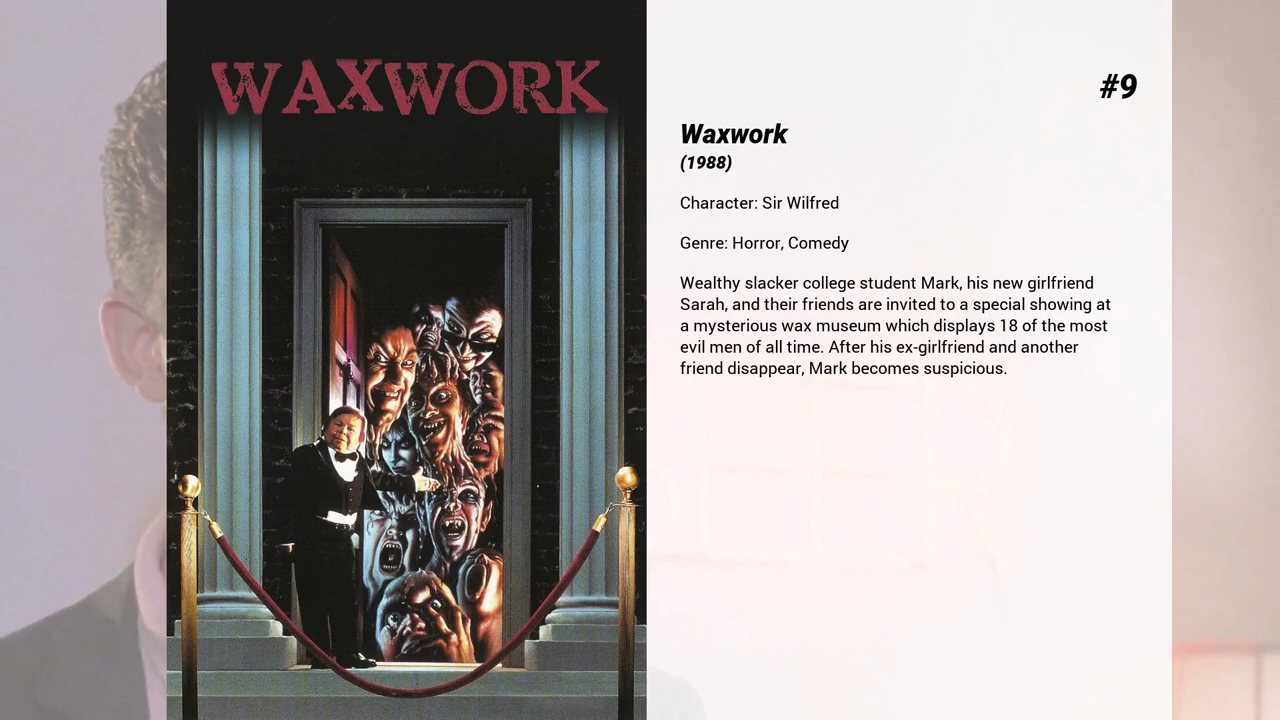 WAXWORK
#9
Waxwork
(1988)
Character: Sir Wilfred
Genre: Horror, Comedy
Wealthy slacker college student Mark, his new girlfriend
Sarah, and their friends are invited to a special showing at
a mysterious wax museum which displays 18 of the most
evil men of all time. After his ex-girlfriend and another
friend disappear, Mark becomes suspicious.